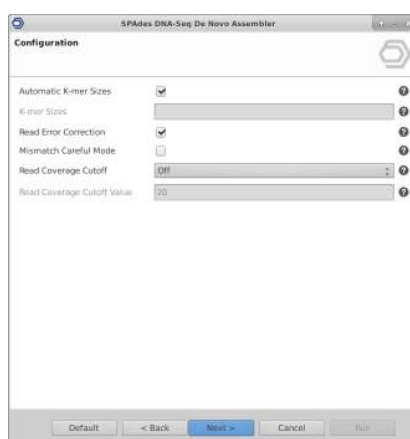 SPAdes DNA-Seq De Novo Assembler
Configuration
Automatic K-mer Sizes
K-mer Sizes
Read Error Correction
Mismatch Careful Mode
Read Coverage Cutoff Off
Read Coverage Cutoff Value 20
Default < Back Next > Cancel Run